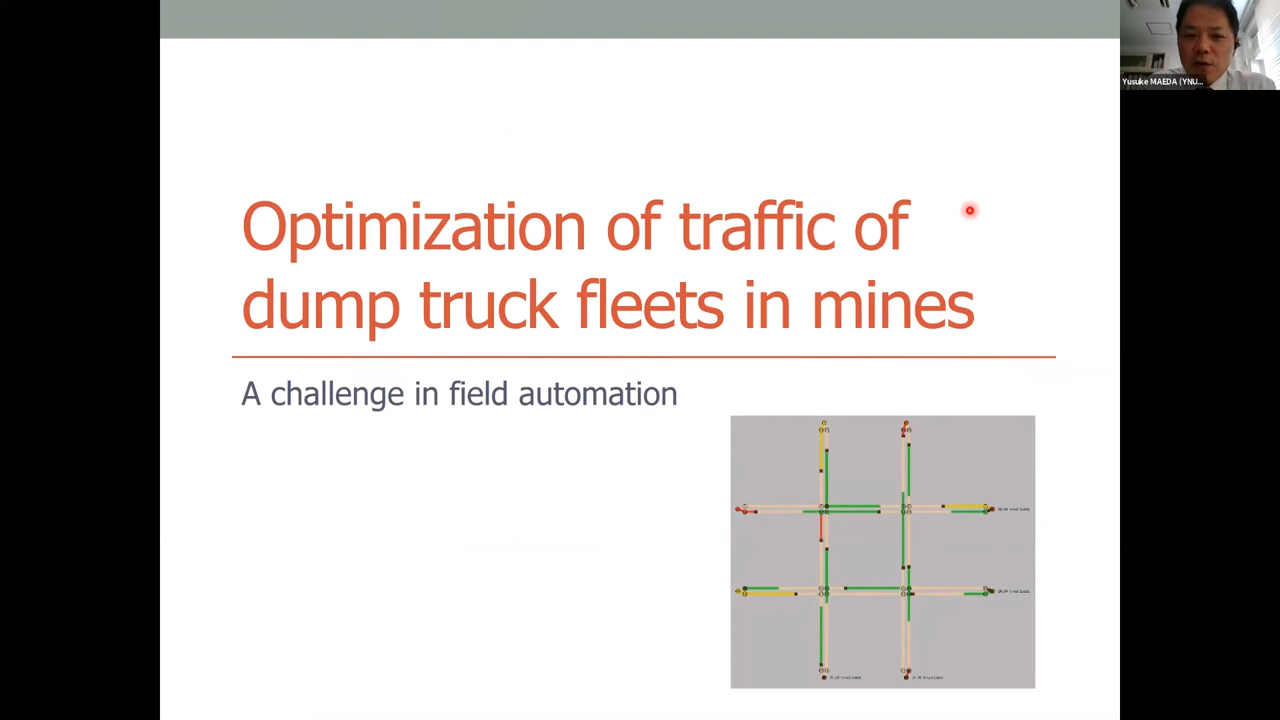 Optimization of traffic of
dump truck fleets in mines
A challenge in field automation
Yusuke MAEDA (YNU...